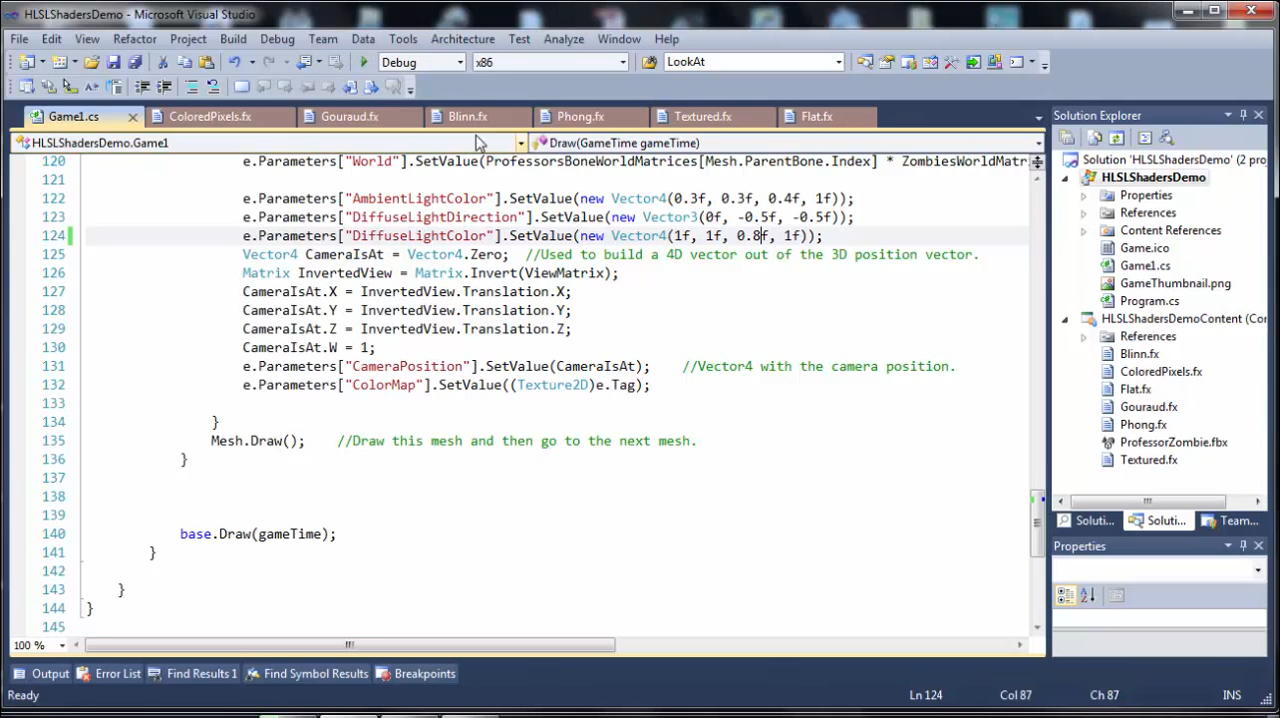 HLSLShadersDemo - Microsoft Visual Studio
File Edit View Refactor Project Build Debug Team Data Tools Architecture Test Analyze Window Help
Debug x86 LookAt
Game1.cs ColoredPixels.fx Gouraud.fx Blinn.fx Phong.fx Textured.fx Flat.fx
HLSLShadersDemo.Game1 Draw(GameTime gameTime)
120 e.Parameters["World"].SetValue(ProfessorsBoneWorldMatrices[Mesh.ParentBone.Index] * ZombiesWorldMatr
121
122 e.Parameters["AmbientLightColor"].SetValue(new Vector4(0.3f, 0.3f, 0.4f, 1f));
123 e.Parameters["DiffuseLightDirection"].SetValue(new Vector3(0f, -0.5f, -0.5f));
124 e.Parameters["DiffuseLightColor"].SetValue(new Vector4(1f, 1f, 0.8f, 1f));
125 Vector4 CameraIsAt = Vector4.Zero; //Used to build a 4D vector out of the 3D position vector.
126 Matrix InvertedView = Matrix.Invert(ViewMatrix);
127 CameraIsAt.X = InvertedView.Translation.X;
128 CameraIsAt.Y = InvertedView.Translation.Y;
129 CameraIsAt.Z = InvertedView.Translation.Z;
130 CameraIsAt.W = 1;
131 e.Parameters["CameraPosition"].SetValue(CameraIsAt); //Vector4 with the camera position.
132 e.Parameters["ColorMap"].SetValue((Texture2D)e.Tag);
133
134 }
135 Mesh.Draw(); //Draw this mesh and then go to the next mesh.
136 }
137
138
139
140 base.Draw(gameTime);
141 }
142
143 }
144 }
145
100 %
Solution Explorer
Solution 'HLSLShadersDemo' (2 proj
HLSLShadersDemo
Properties
References
Content References
Game.ico
Game1.cs
GameThumbnail.png
Program.cs
HLSLShadersDemoContent (Con
References
Blinn.fx
ColoredPixels.fx
Flat.fx
Gouraud.fx
Phong.fx
ProfessorZombie.fbx
Textured.fx
Soluti... Soluti... Team...
Properties
Output Error List Find Results 1 Find Symbol Results Breakpoints
Ready Ln 124 Col 87 Ch 87 INS